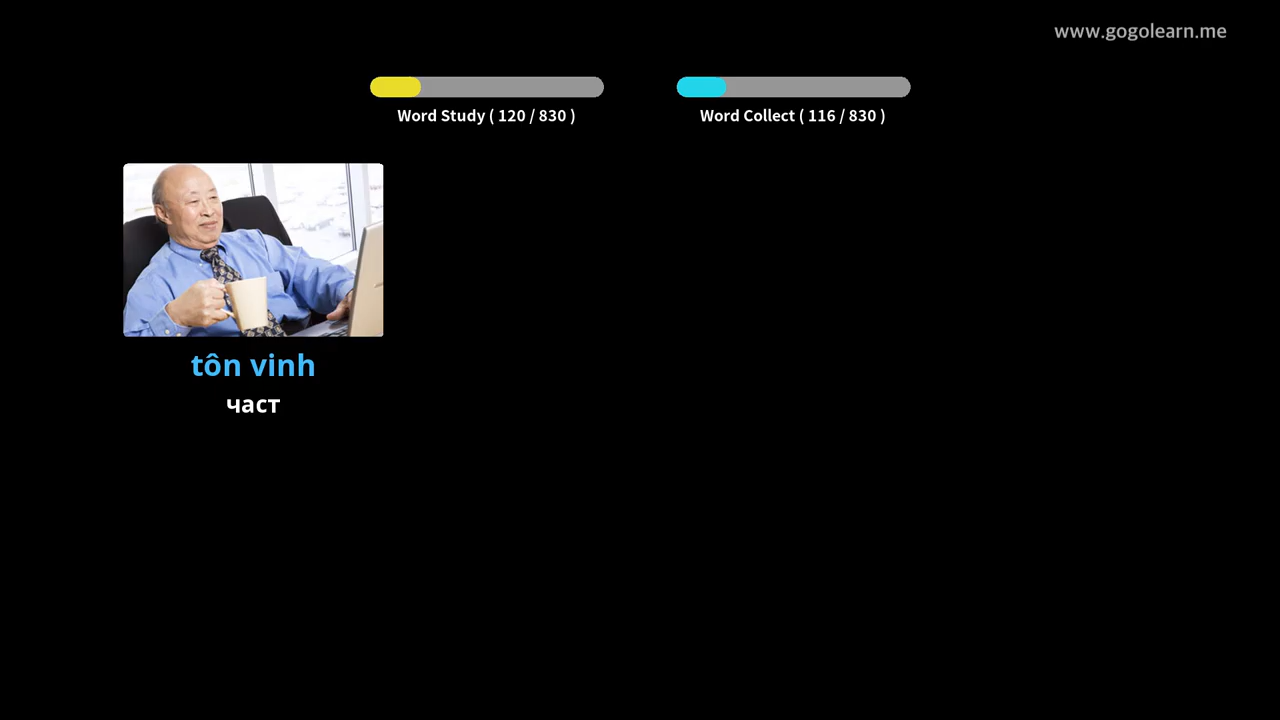 www.gogolearn.me
Word Study ( 120 / 830 )
Word Collect ( 116 / 830 )
tôn vinh
част